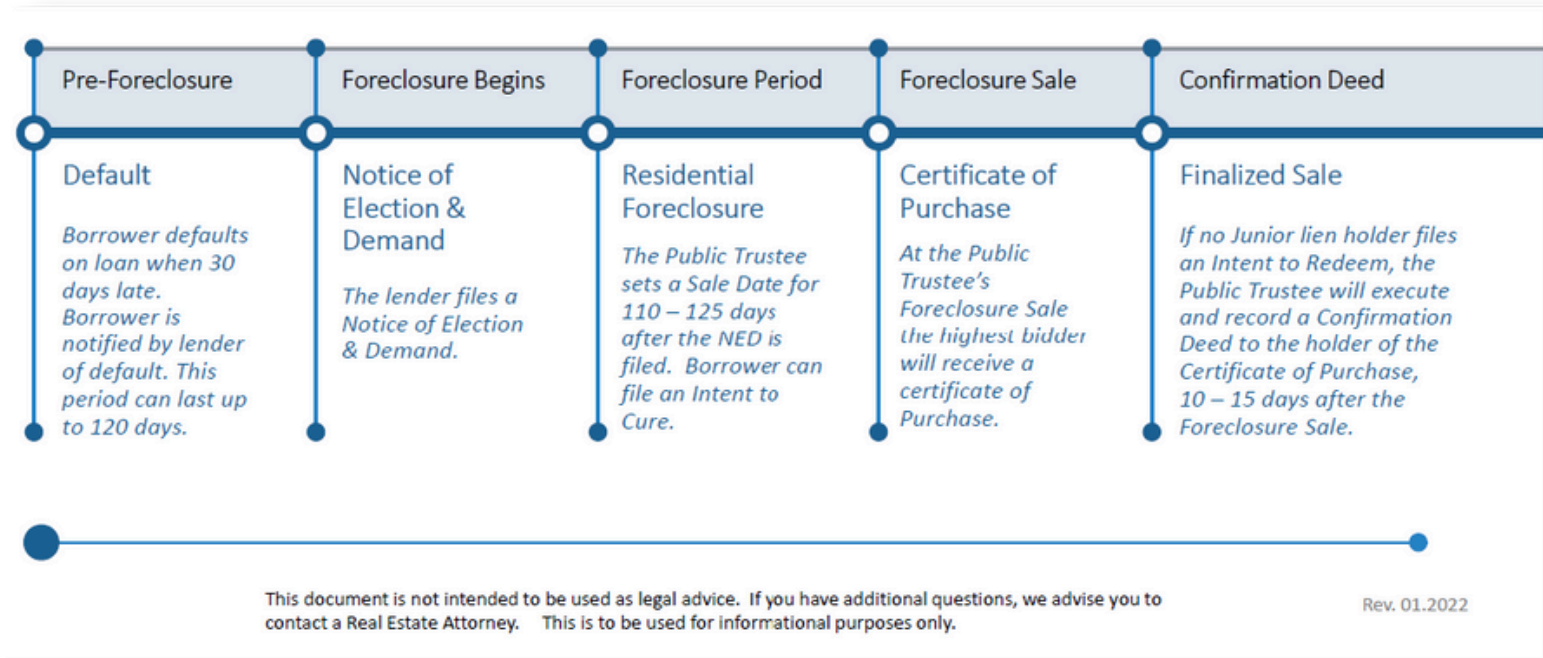 Pre-Foreclosure
Foreclosure Begins
Foreclosure Period
Foreclosure Sale
Confirmation Deed
Default
Borrower defaults
on loan when 30
days late.
Borrower is
notified by lender
of default. This
period can last up
to 120 days.
Notice of
Election &
Demand
The lender files a
Notice of Election
& Demand.
Residential
Foreclosure
The Public Trustee
sets a Sale Date for
110 – 125 days
after the NED is
filed.  Borrower can
file an Intent to
Cure.
Certificate of
Purchase
At the Public
Trustee's
Foreclosure Sale
the highest bidder
will receive a
certificate of
Purchase.
Finalized Sale
If no Junior lien holder files
an Intent to Redeem, the
Public Trustee will execute
and record a Confirmation
Deed to the holder of the
Certificate of Purchase,
10 – 15 days after the
Foreclosure Sale.
This document is not intended to be used as legal advice.  If you have additional questions, we advise you to
contact a Real Estate Attorney.    This is to be used for informational purposes only.
Rev. 01.2022